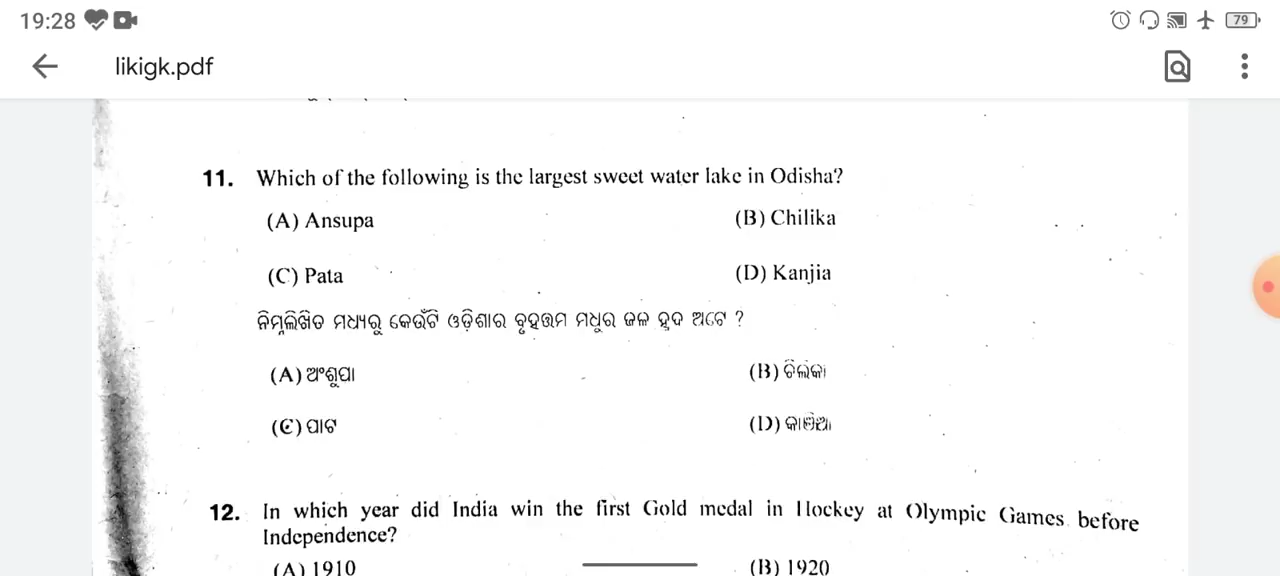 19:28
79
likigk.pdf
11. Which of the following is the largest sweet water lake in Odisha?
(A) Ansupa (B) Chilika
(C) Pata (D) Kanjia
ନିମ୍ନଲିଖିତ ମଧ୍ୟରୁ କେଉଁଟି ଓଡ଼ିଶାର ବୃହତ୍ତମ ମଧୁର ଜଳ ହ୍ରଦ ଅଟେ ?
(A) ଅଂଶୁପା (B) ଚିଲିକା
(C) ପାଟ (D) କାଞ୍ଜିଆ
12. In which year did India win the first Gold medal in Hockey at Olympic Games before
Independence?
(A) 1910 (B) 1920